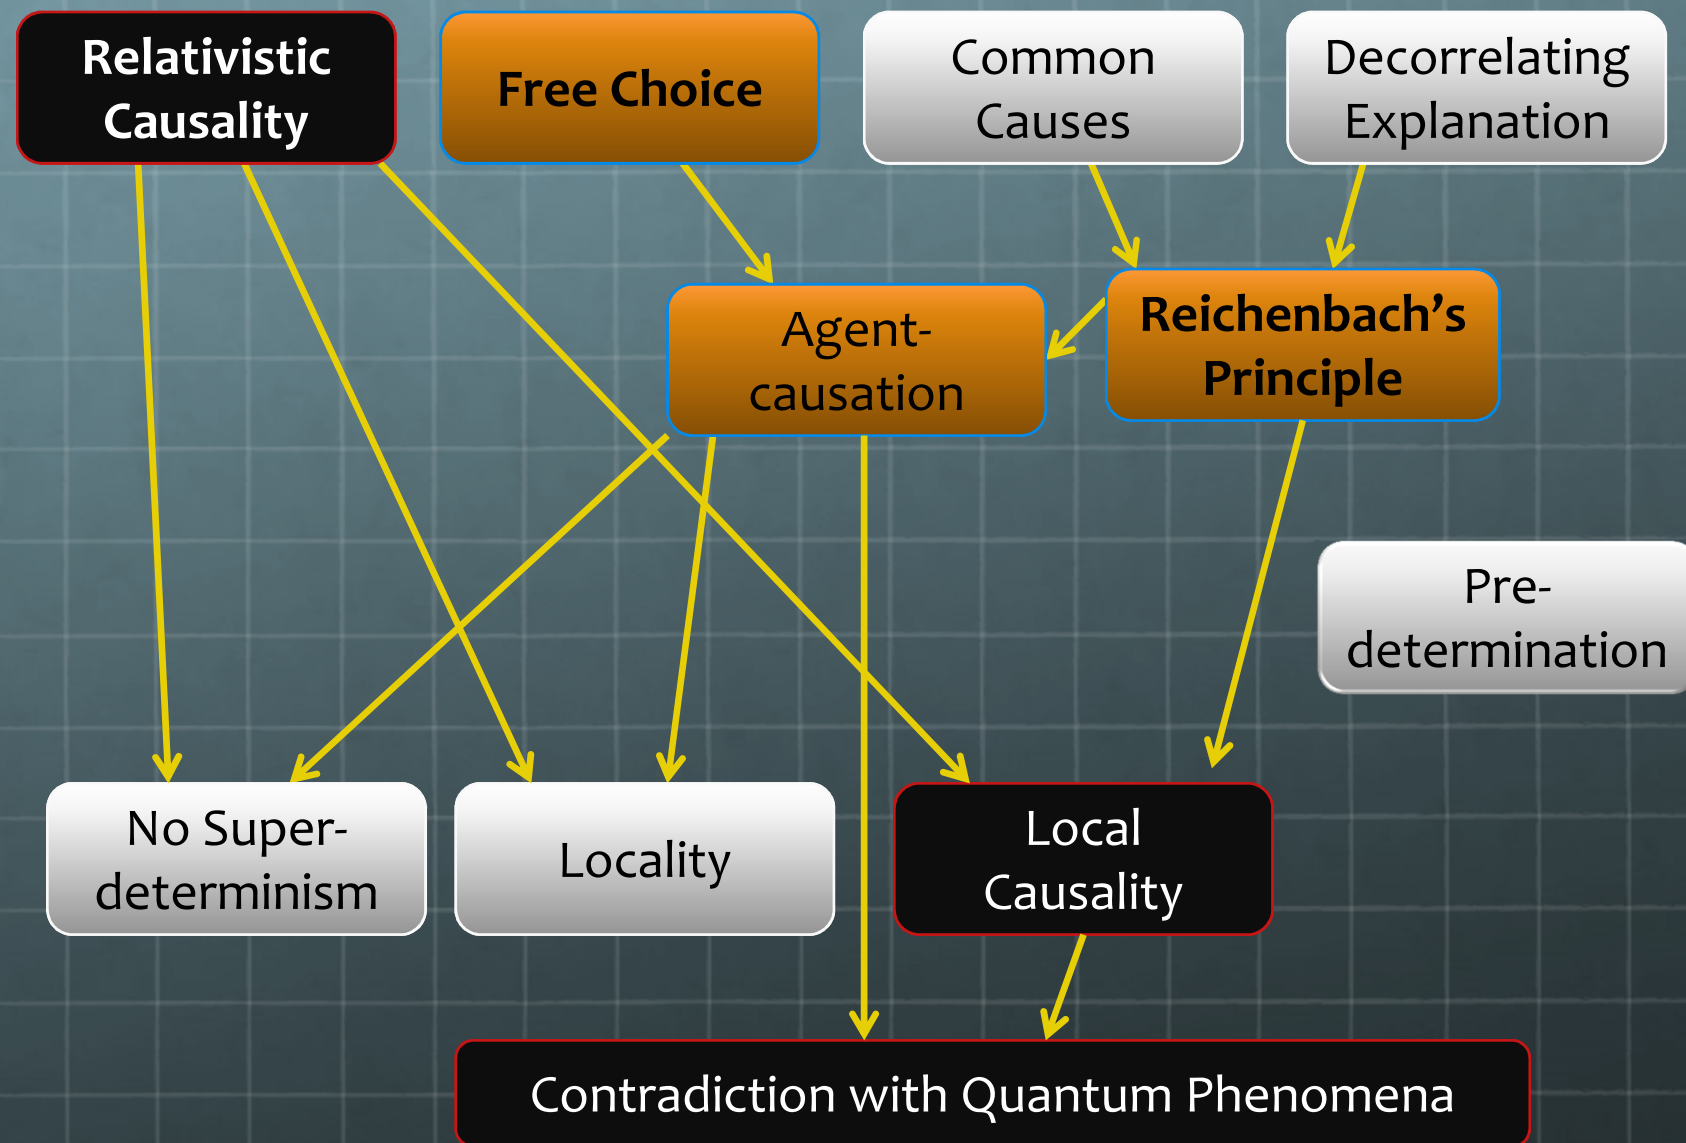 Relativistic
Causality
Free Choice
Common
Causes
Decorrelating
Explanation
Agent-
causation
Reichenbach’s
Principle
Pre-
determination
No Super-
determinism
Locality
Local
Causality
Contradiction with Quantum Phenomena